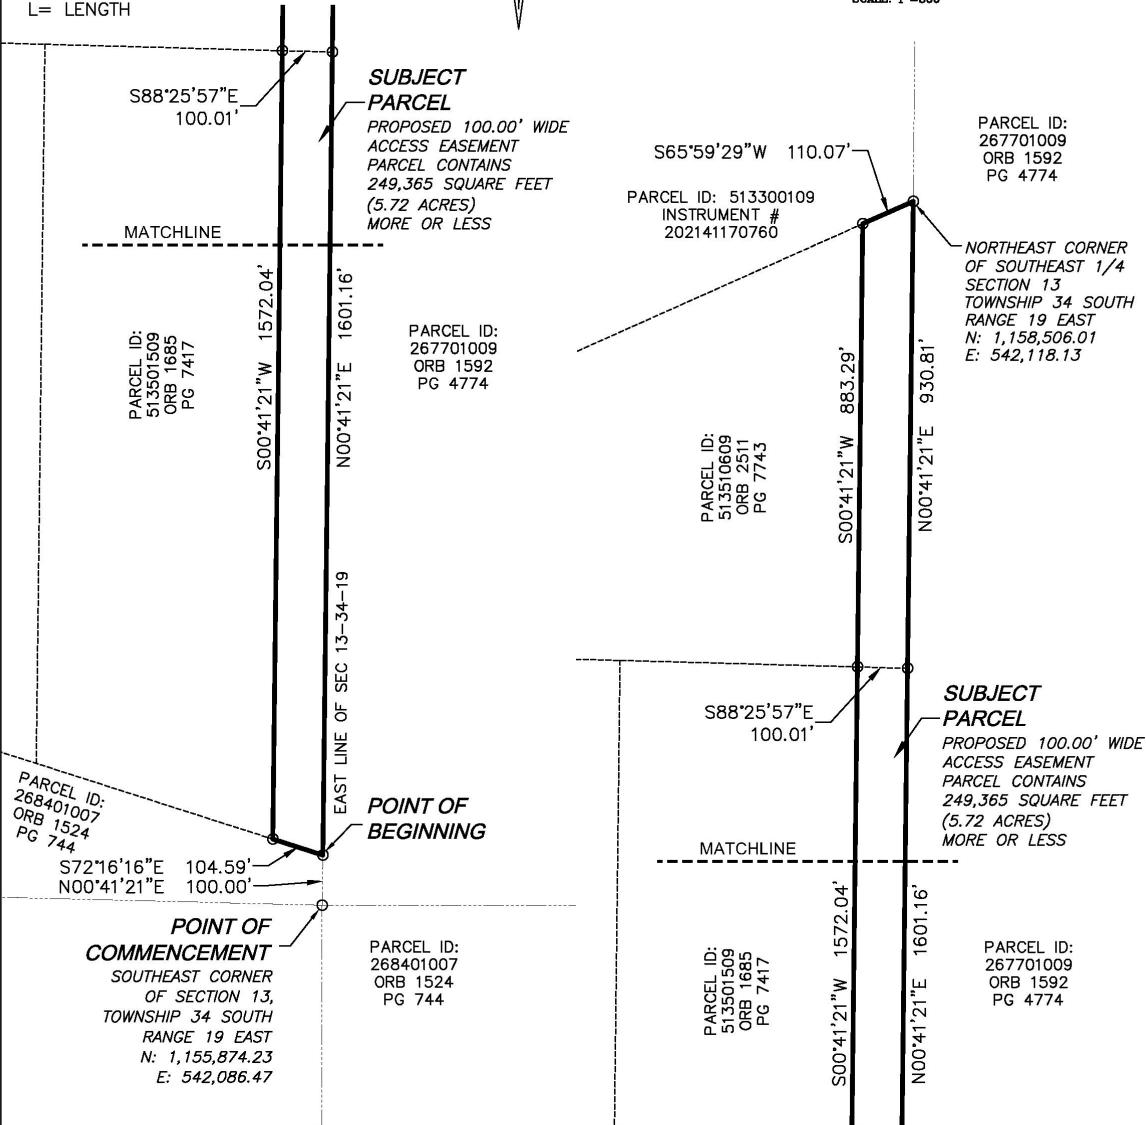 L= LENGTH
S88°25'57"E
100.01'
SUBJECT
PARCEL
PROPOSED 100.00' WIDE
ACCESS EASEMENT
PARCEL CONTAINS
249,365 SQUARE FEET
(5.72 ACRES)
MORE OR LESS
MATCHLINE
S00°41'21"W 1572.04'
N00°41'21"E 1601.16'
PARCEL ID:
513501509
ORB 1685
PG 7417
PARCEL ID:
267701009
ORB 1592
PG 4774
EAST LINE OF SEC 13-34-19
PARCEL ID:
268401007
ORB 1524
PG 744
POINT OF
BEGINNING
S72°16'16"E 104.59'
N00°41'21"E 100.00'
POINT OF
COMMENCEMENT
SOUTHEAST CORNER
OF SECTION 13,
TOWNSHIP 34 SOUTH
RANGE 19 EAST
N: 1,155,874.23
E: 542,086.47
PARCEL ID:
268401007
ORB 1524
PG 744
PARCEL ID:
267701009
ORB 1592
PG 4774
S65°59'29"W 110.07'
PARCEL ID: 513300109
INSTRUMENT #
202141170760
NORTHEAST CORNER
OF SOUTHEAST 1/4
SECTION 13
TOWNSHIP 34 SOUTH
RANGE 19 EAST
N: 1,158,506.01
E: 542,118.13
S00°41'21"W 883.29'
N00°41'21"E 930.81'
PARCEL ID:
513510609
ORB 2511
PG 7743
S88°25'57"E
100.01'
SUBJECT
PARCEL
PROPOSED 100.00' WIDE
ACCESS EASEMENT
PARCEL CONTAINS
249,365 SQUARE FEET
(5.72 ACRES)
MORE OR LESS
MATCHLINE
S00°41'21"W 1572.04'
N00°41'21"E 1601.16'
PARCEL ID:
513501509
ORB 1685
PG 7417
PARCEL ID:
267701009
ORB 1592
PG 4774